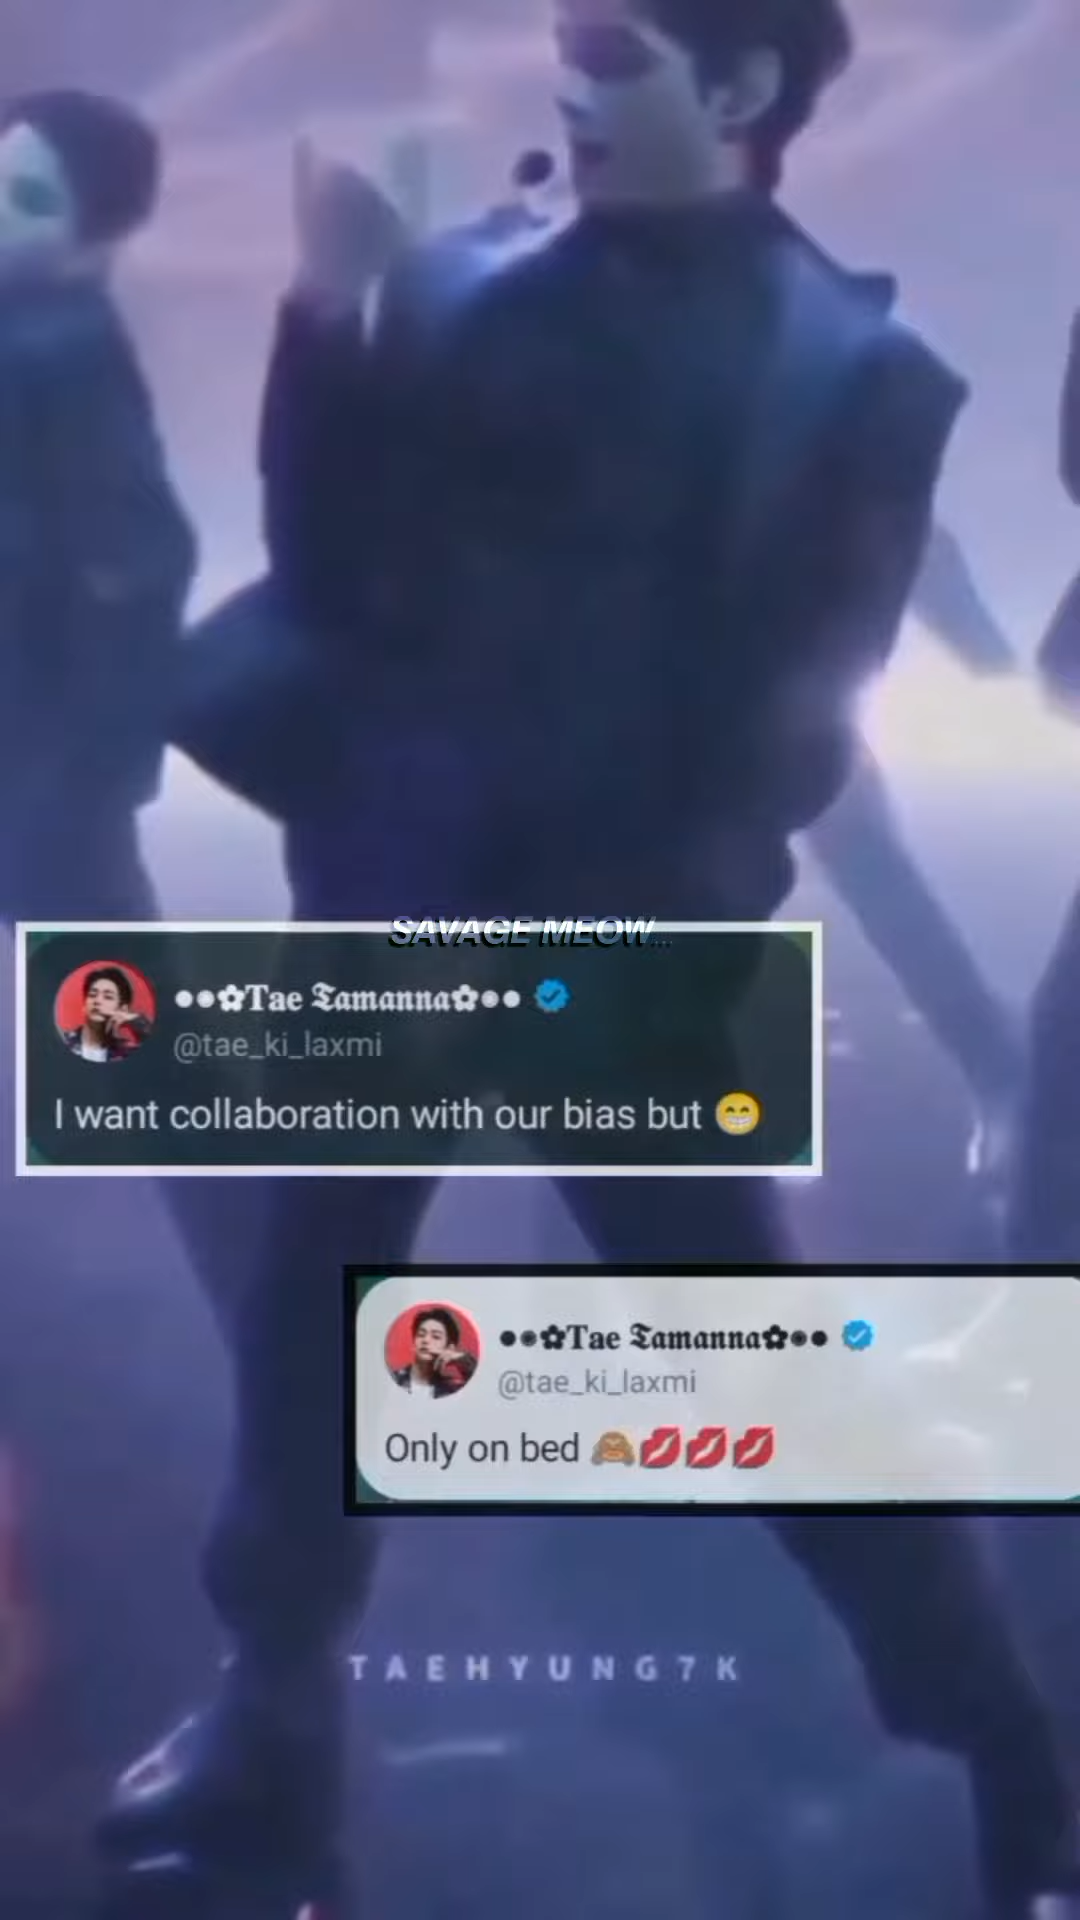 SAVAGE MEOW...
●●✿Tae 𝕿amanna✿●●
@tae_ki_laxmi
I want collaboration with our bias but 😁
●●✿Tae 𝕿amanna✿●●
@tae_ki_laxmi
Only on bed 🙈💋💋💋
TAEHYUNG7K